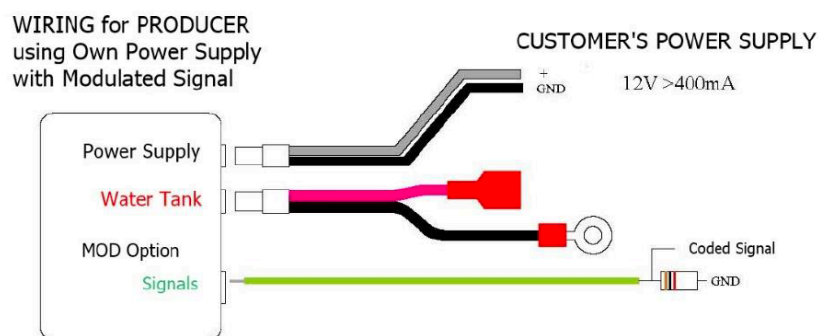 WIRING for PRODUCER
using Own Power Supply
with Modulated Signal
CUSTOMER'S POWER SUPPLY
+
GND
12V >400mA
Power Supply
Water Tank
MOD Option
Signals
Coded Signal
GND